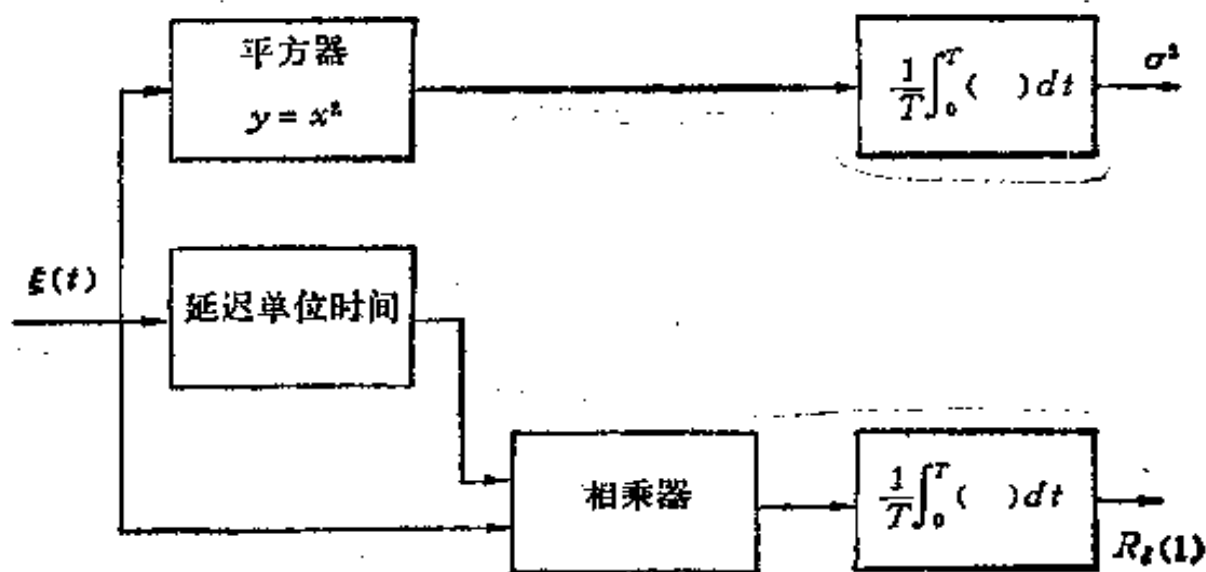 平方器
y = x²
1/T ∫₀ᵀ ( ) dt
σ²
ξ(t)
延迟单位时间
相乘器
1/T ∫₀ᵀ ( ) dt
R_ξ(1)